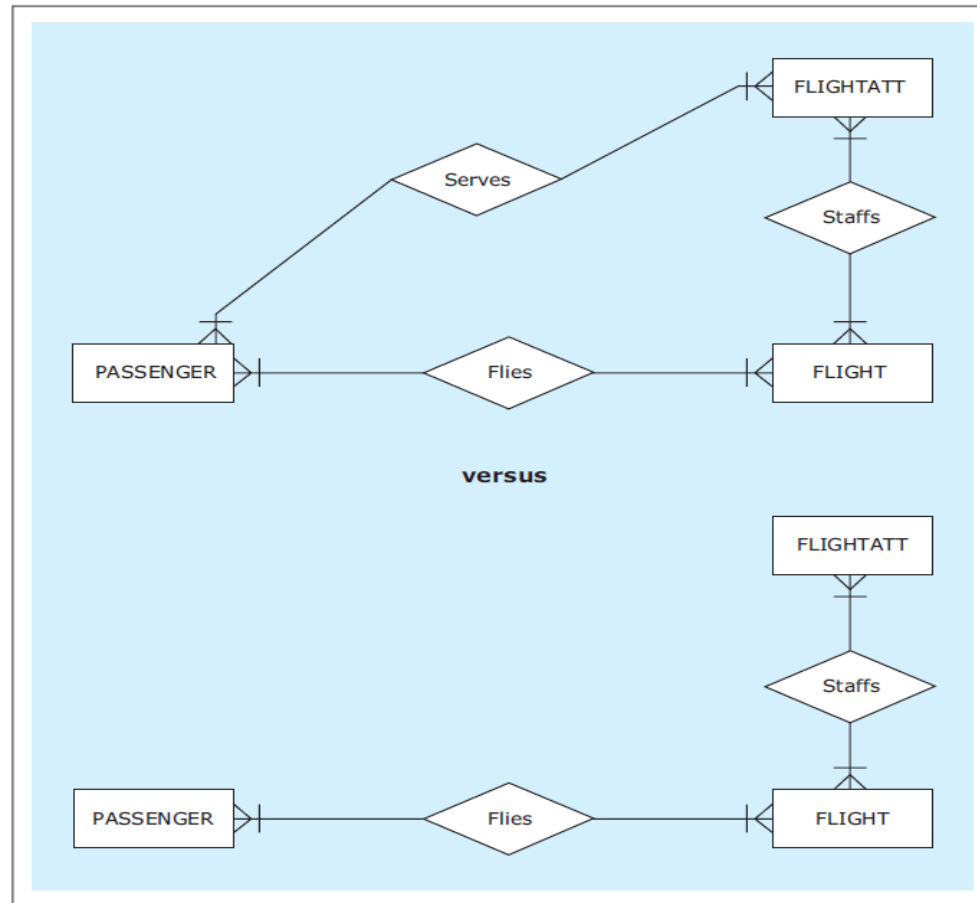 FLIGHTATT
Serves
Staffs
PASSENGER
Flies
FLIGHT
versus
FLIGHTATT
Staffs
PASSENGER
Flies
FLIGHT